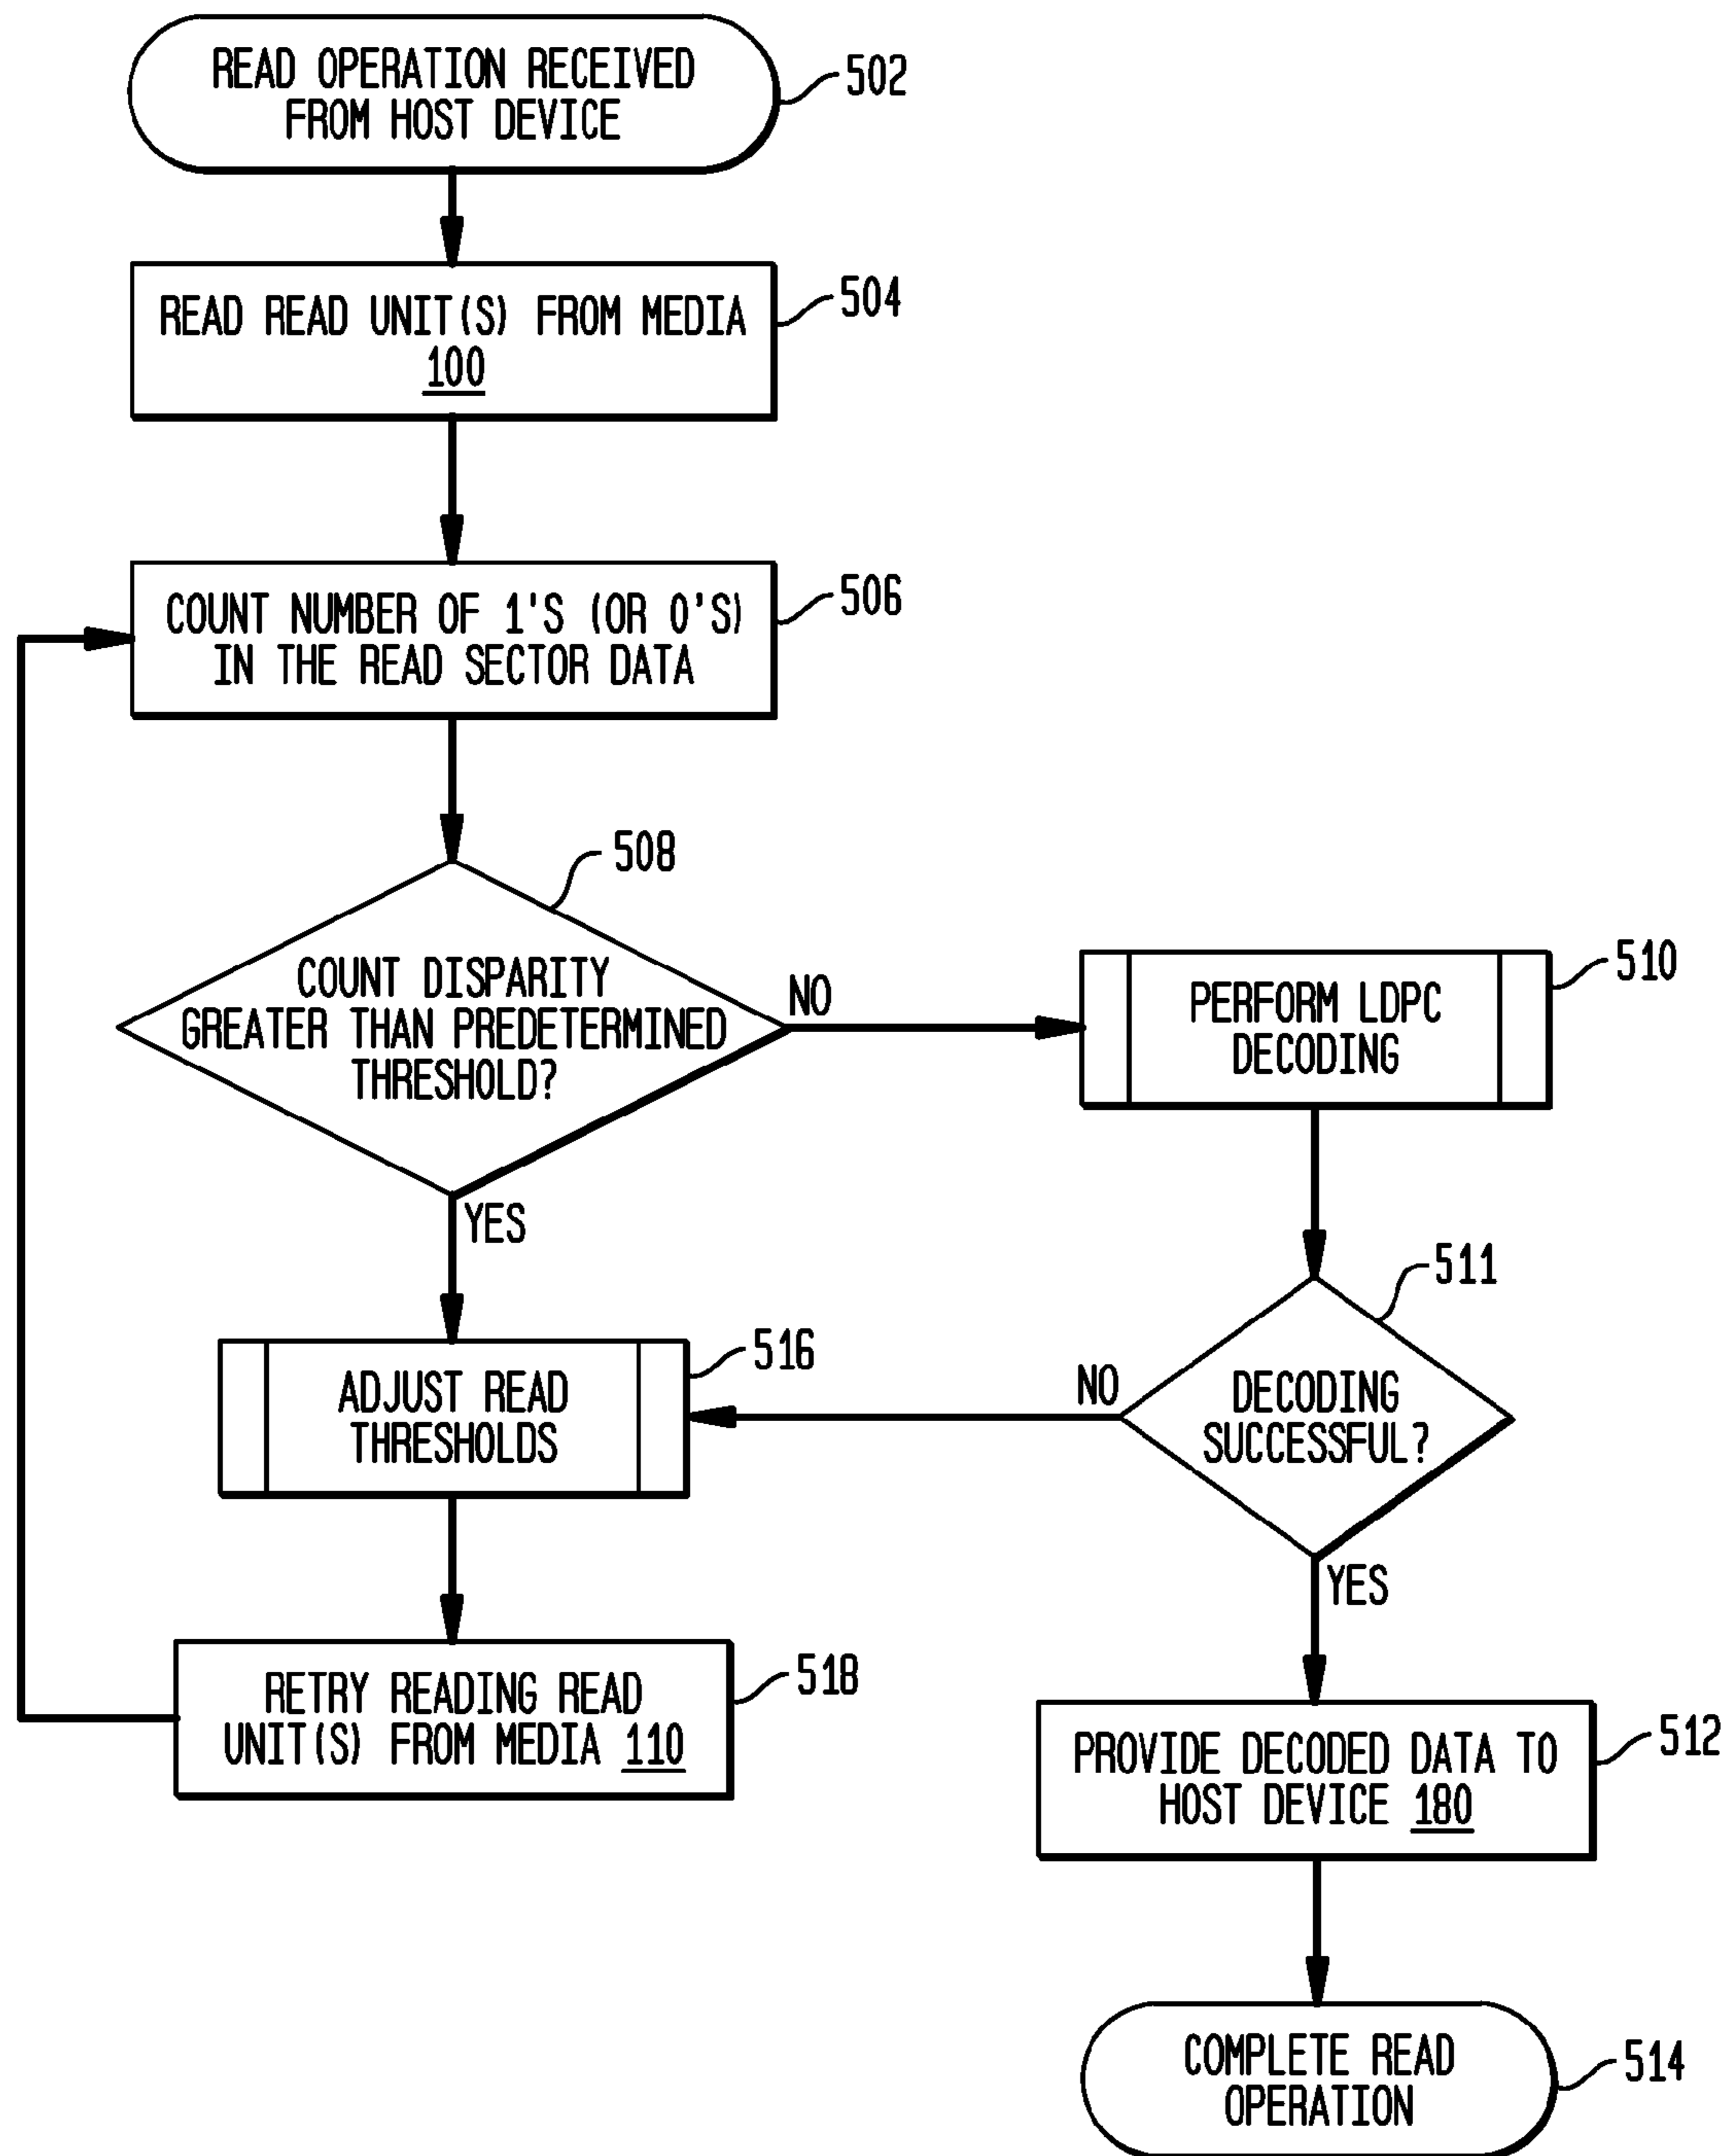 READ OPERATION RECEIVED
FROM HOST DEVICE
502
READ READ UNIT(S) FROM MEDIA
100
504
COUNT NUMBER OF 1'S (OR 0'S)
IN THE READ SECTOR DATA
506
508
COUNT DISPARITY
GREATER THAN PREDETERMINED
THRESHOLD?
NO
YES
PERFORM LDPC
DECODING
510
511
DECODING
SUCCESSFUL?
NO
YES
ADJUST READ
THRESHOLDS
516
RETRY READING READ
UNIT(S) FROM MEDIA 110
518
PROVIDE DECODED DATA TO
HOST DEVICE 180
512
COMPLETE READ
OPERATION
514